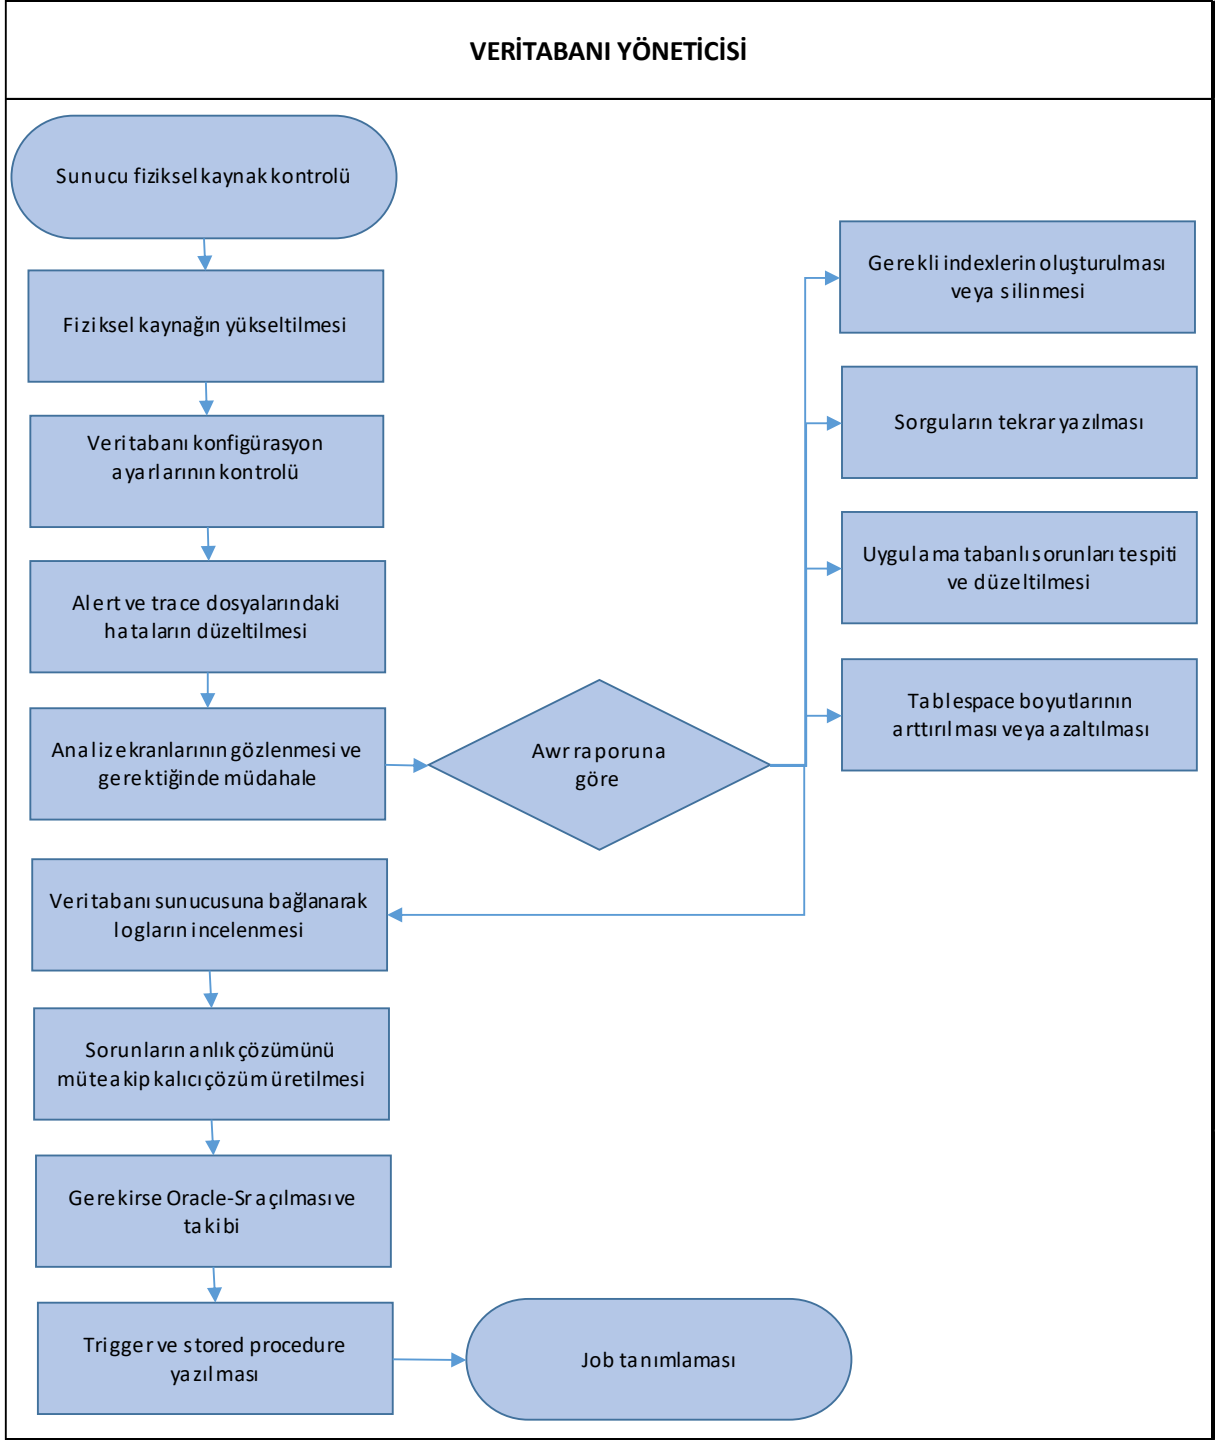 VERİTABANI YÖNETİCİSİ
Sunucu fiziksel kaynak kontrolü
Fiziksel kaynağın yükseltilmesi
Veritabanı konfigürasyon
ayarlarının kontrolü
Alert ve trace dosyalarındaki
hataların düzeltilmesi
Analiz ekranlarının gözlenmesi ve
gerektiğinde müdahale
Awr raporuna
göre
Gerekli indexlerin oluşturulması
veya silinmesi
Sorguların tekrar yazılması
Uygulama tabanlı sorunları tespiti
ve düzeltilmesi
Tablespace boyutlarının
arttırılması veya azaltılması
Veritabanı sunucusuna bağlanarak
logların incelenmesi
Sorunların anlık çözümünü
müteakip kalıcı çözüm üretilmesi
Gerekirse Oracle-Sr açılması ve
takibi
Trigger ve stored procedure
yazılması
Job tanımlaması